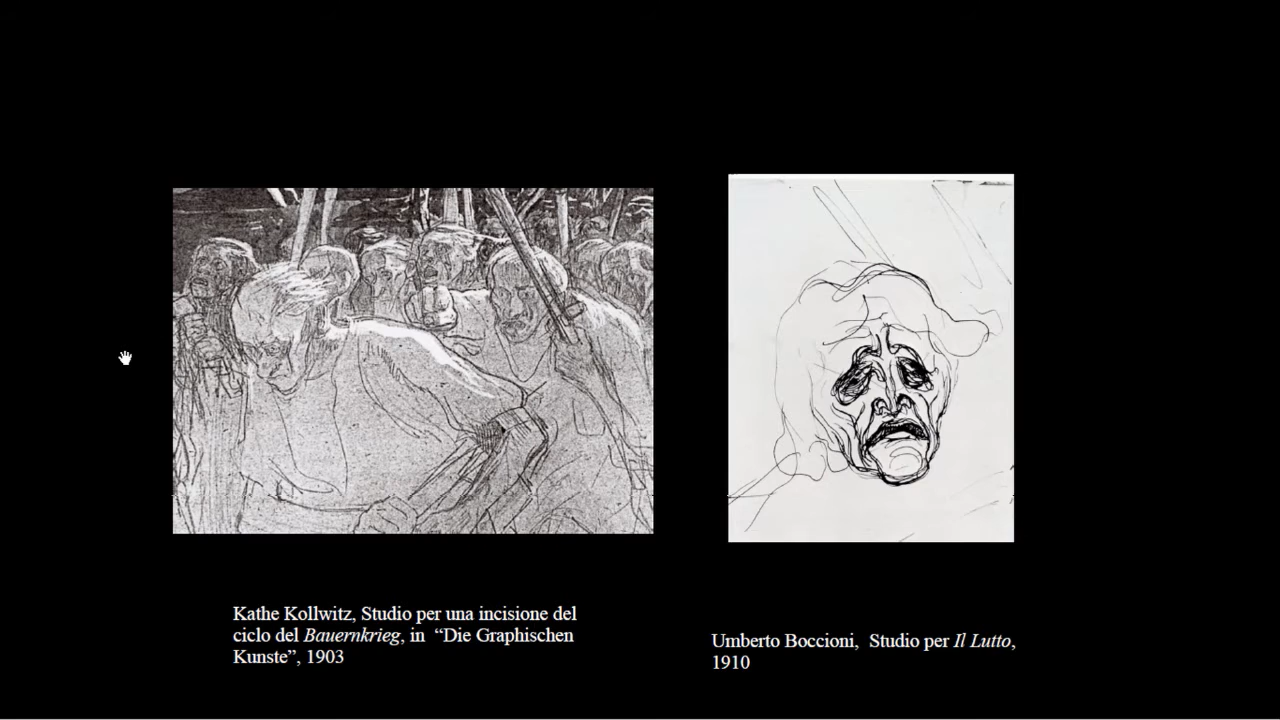 Kathe Kollwitz, Studio per una incisione del
ciclo del Bauernkrieg, in “Die Graphischen
Kunste”, 1903
Umberto Boccioni, Studio per Il Lutto,
1910